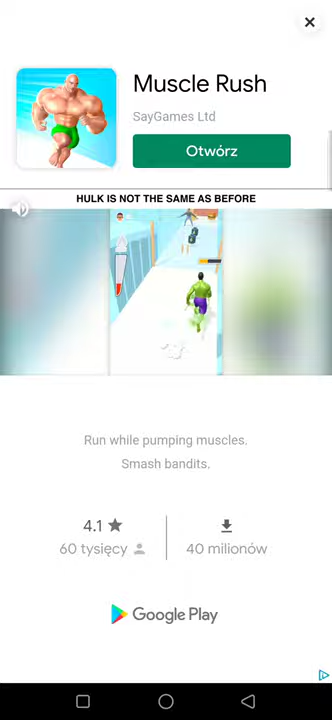 Muscle Rush
SayGames Ltd
Otwórz
HULK IS NOT THE SAME AS BEFORE
Run while pumping muscles.
Smash bandits.
4.1
60 tysięcy
40 milionów
Google Play